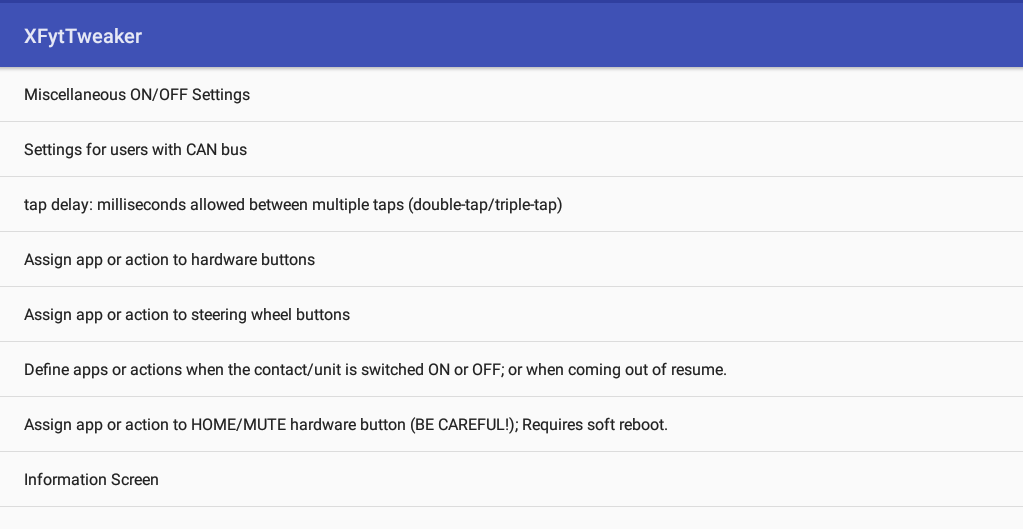 XFytTweaker
Miscellaneous ON/OFF Settings
Settings for users with CAN bus
tap delay: milliseconds allowed between multiple taps (double-tap/triple-tap)
Assign app or action to hardware buttons
Assign app or action to steering wheel buttons
Define apps or actions when the contact/unit is switched ON or OFF; or when coming out of resume.
Assign app or action to HOME/MUTE hardware button (BE CAREFUL!); Requires soft reboot.
Information Screen